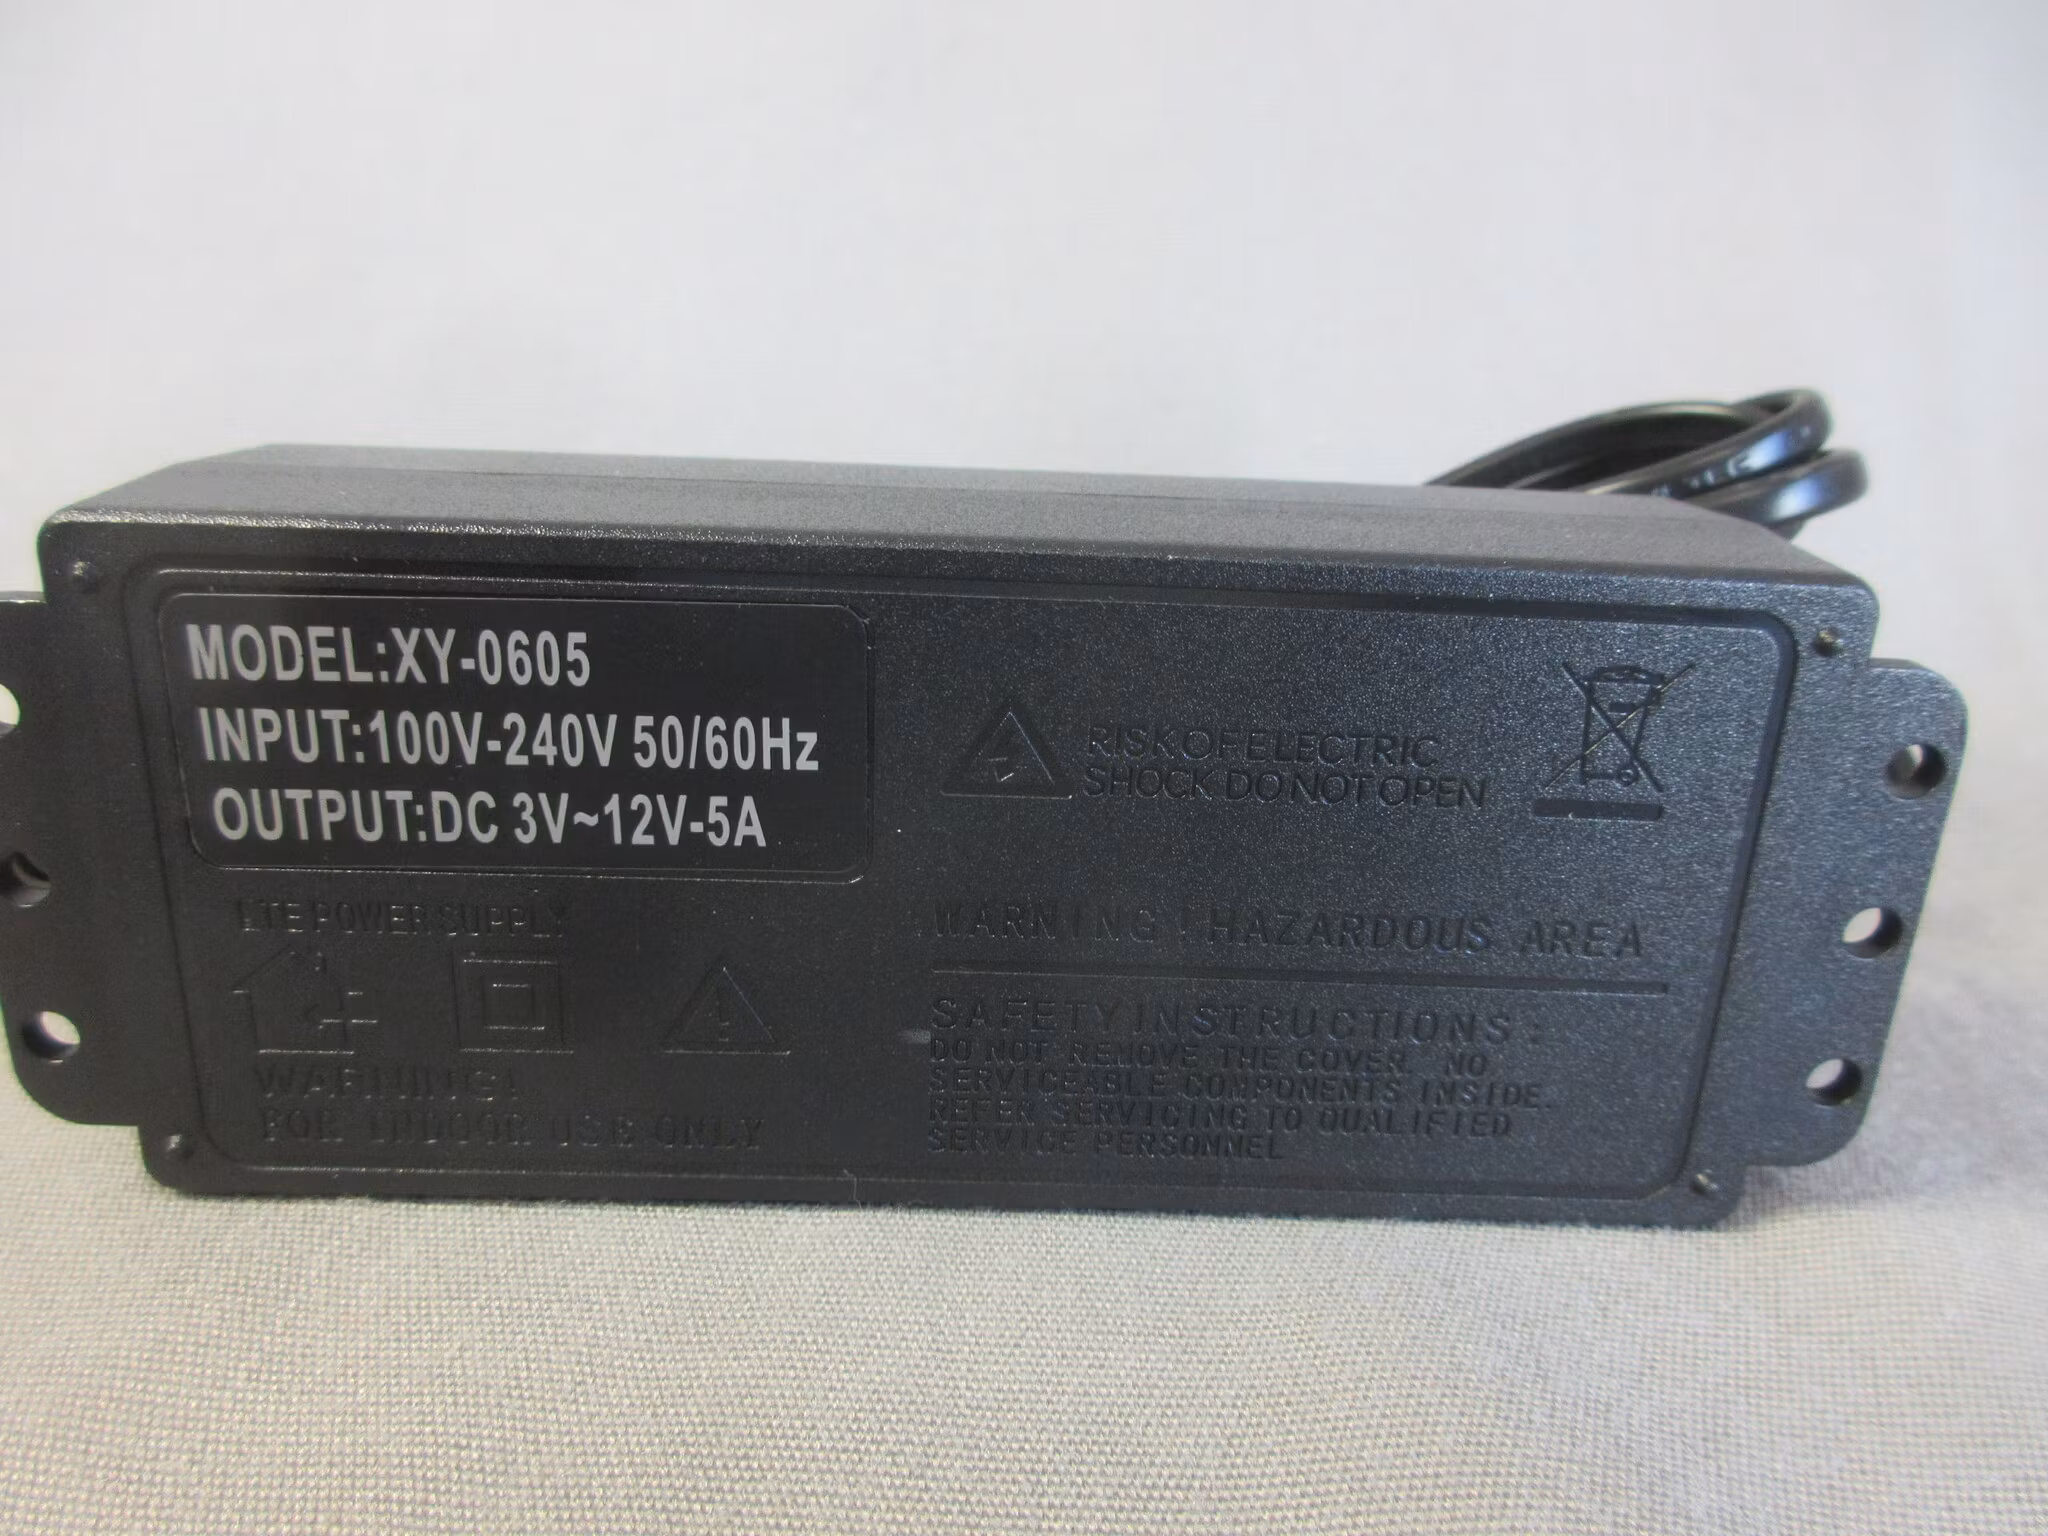 MODEL:XY-0605
INPUT:100V-240V 50/60Hz
OUTPUT:DC 3V~12V-5A
RISK OF ELECTRIC
SHOCK DO NOT OPEN
LTE POWER SUPPLY
WARNING!
FOR INDOOR USE ONLY
WARNING ! HAZARDOUS AREA
SAFETY INSTRUCTIONS :
DO NOT REMOVE THE COVER. NO
SERVICEABLE COMPONENTS INSIDE.
REFER SERVICING TO QUALIFIED
SERVICE PERSONNEL